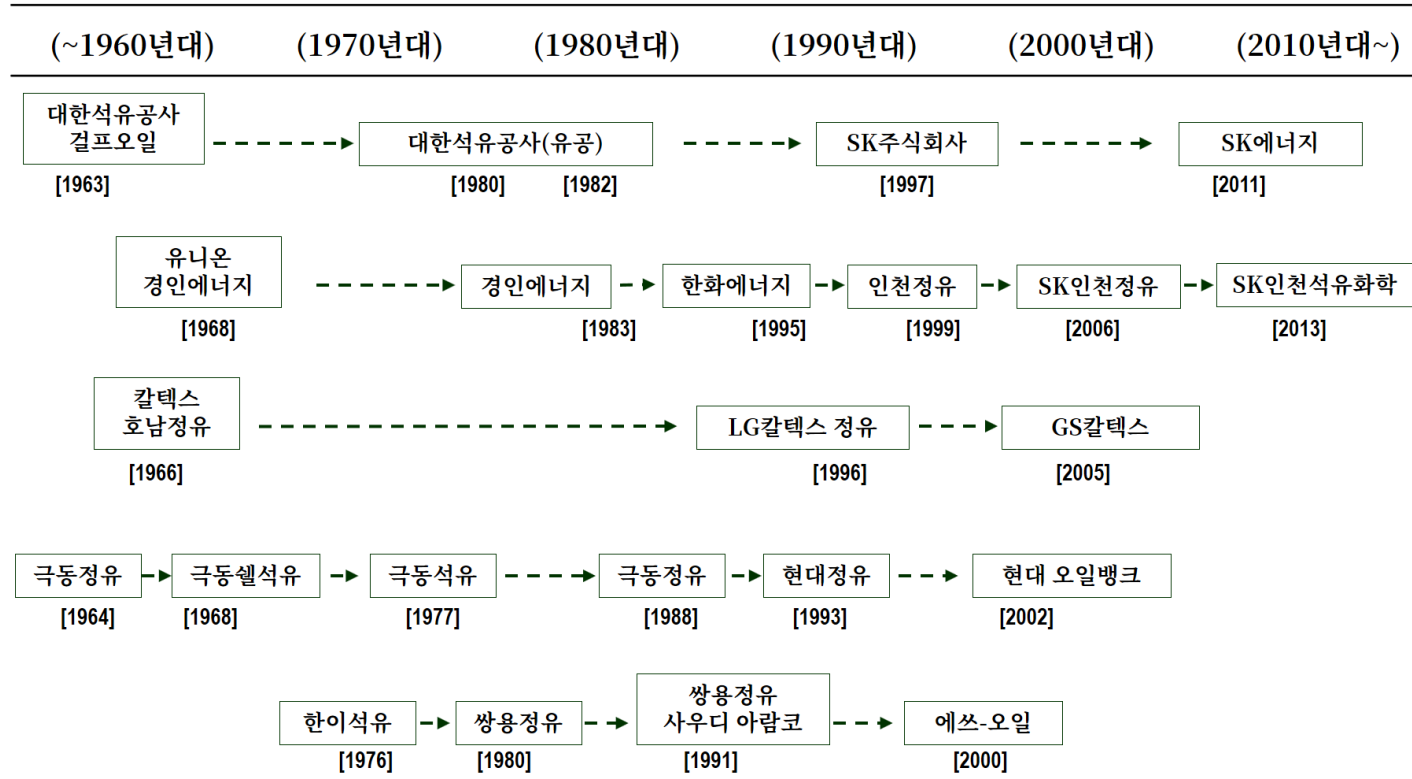 (~1960년대) (1970년대) (1980년대) (1990년대) (2000년대) (2010년대~)
대한석유공사
걸프오일
대한석유공사(유공) SK주식회사 SK에너지
[1963] [1980] [1982] [1997] [2011]
유니온
경인에너지
경인에너지 한화에너지 인천정유 SK인천정유 SK인천석유화학
[1968] [1983] [1995] [1999] [2006] [2013]
칼텍스
호남정유
LG칼텍스 정유 GS칼텍스
[1966] [1996] [2005]
극동정유 극동쉘석유 극동석유 극동정유 현대정유 현대 오일뱅크
[1964] [1968] [1977] [1988] [1993] [2002]
한이석유 쌍용정유
쌍용정유
사우디 아람코
에쓰-오일
[1976] [1980] [1991] [2000]